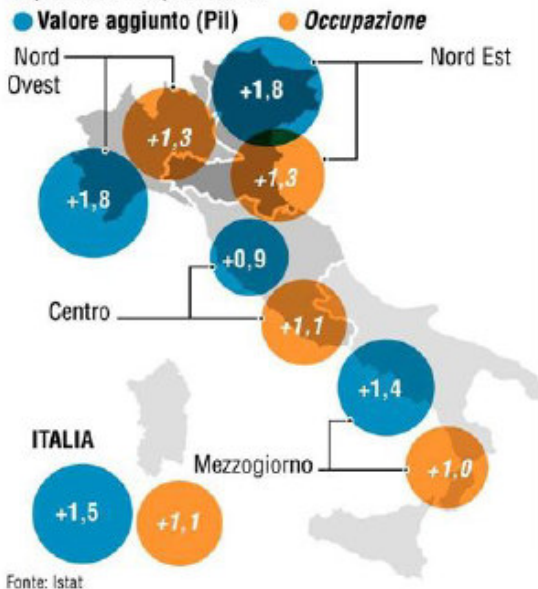 Valore aggiunto (Pil)
Occupazione
Nord
Ovest
Nord Est
+1,8
+1,3
+1,3
+1,8
+0,9
Centro
+1,1
+1,4
ITALIA
Mezzogiorno
+1,0
+1,5
+1,1
Fonte: Istat